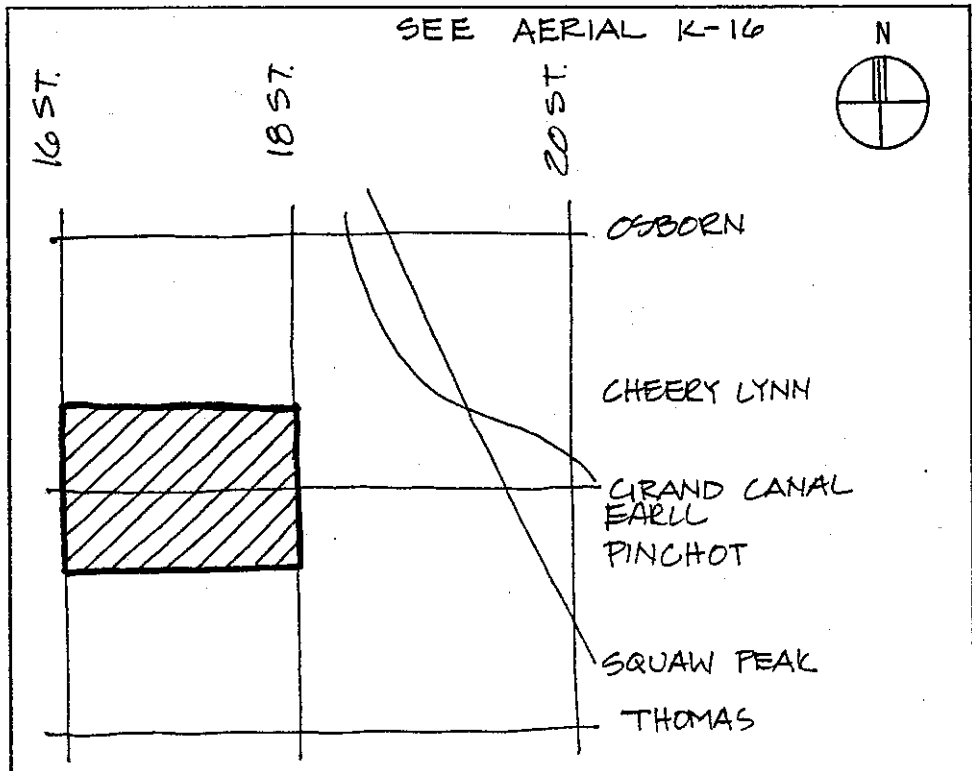 SEE AERIAL K-16
N
16 ST.
18 ST.
20 ST.
OSBORN
CHEERY LYNN
GRAND CANAL
EARLL
PINCHOT
SQUAW PEAK
THOMAS